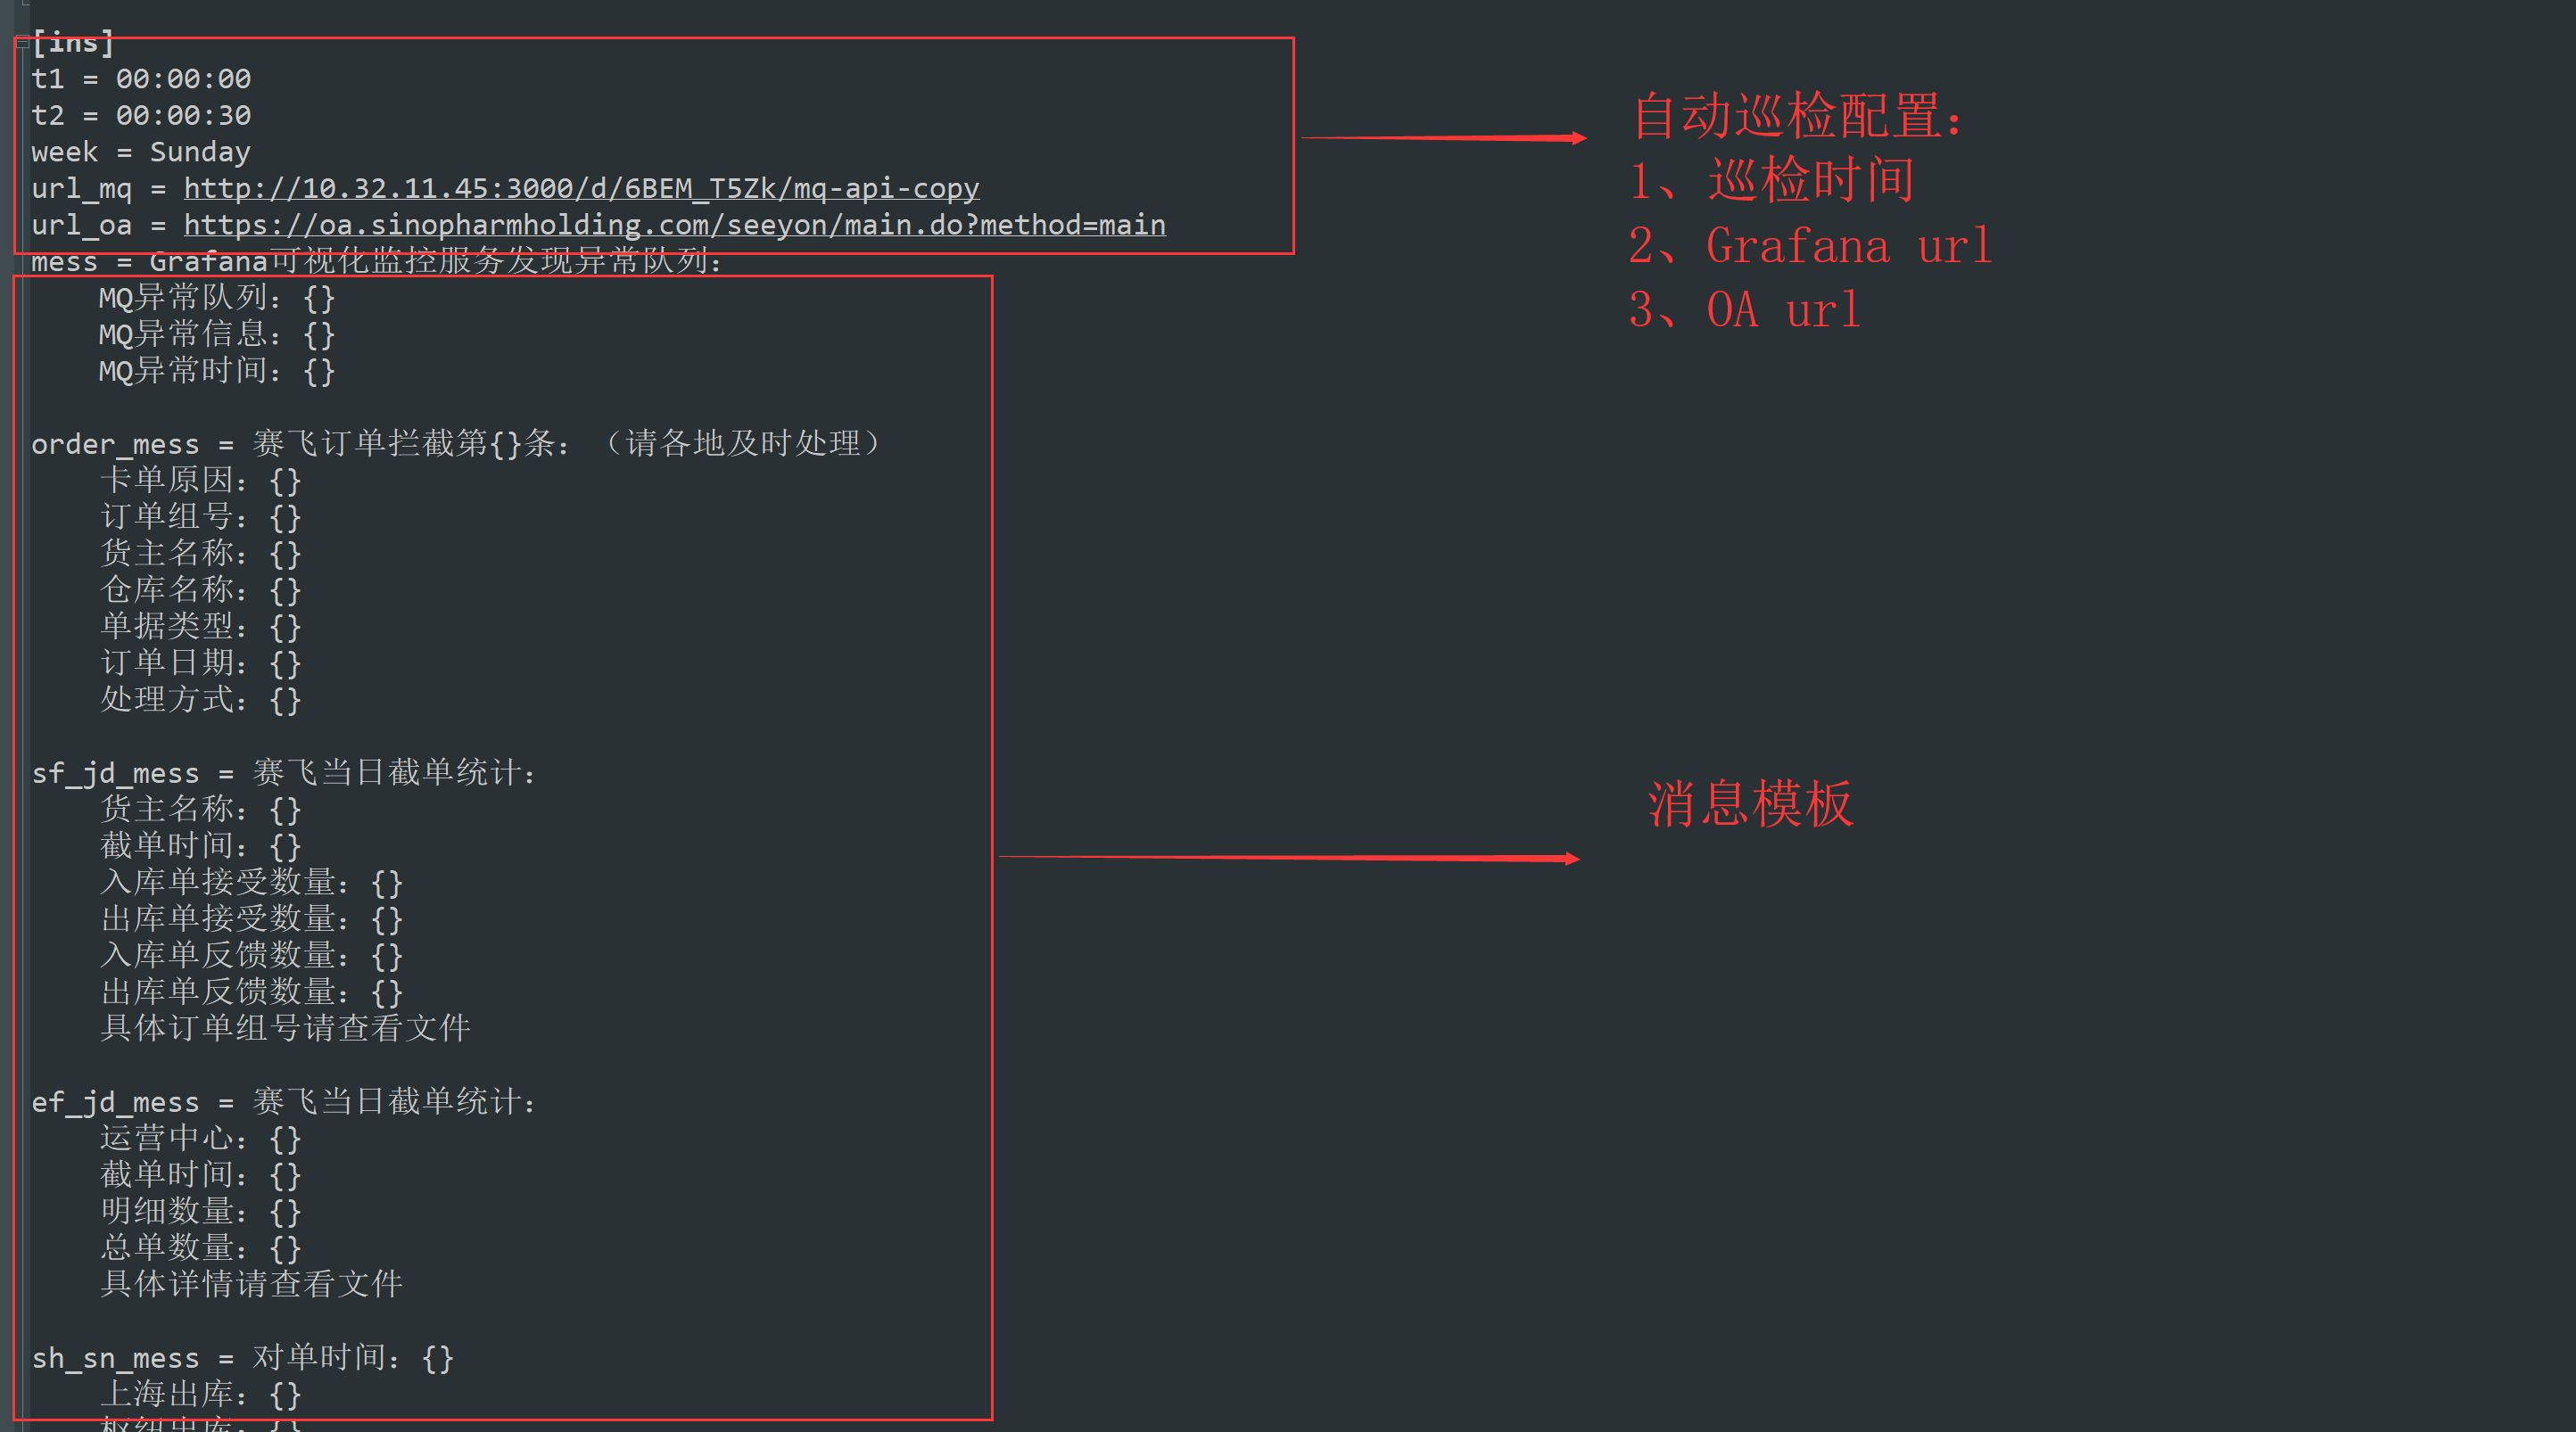 [ins]
t1 = 00:00:00
t2 = 00:00:30
week = Sunday
url_mq = http://10.32.11.45:3000/d/6BEM_T5Zk/mq-api-copy
url_oa = https://oa.sinopharmholding.com/seeyon/main.do?method=main
mess = Grafana可视化监控服务发现异常队列：
MQ异常队列：{}
MQ异常信息：{}
MQ异常时间：{}
order_mess = 赛飞订单拦截第{}条：（请各地及时处理）
卡单原因：{}
订单组号：{}
货主名称：{}
仓库名称：{}
单据类型：{}
订单日期：{}
处理方式：{}
sf_jd_mess = 赛飞当日截单统计：
货主名称：{}
截单时间：{}
入库单接受数量：{}
出库单接受数量：{}
入库单反馈数量：{}
出库单反馈数量：{}
具体订单组号请查看文件
ef_jd_mess = 赛飞当日截单统计：
运营中心：{}
截单时间：{}
明细数量：{}
总单数量：{}
具体详情请查看文件
sh_sn_mess = 对单时间：{}
上海出库：{}
枢纽出库：{}
自动巡检配置：
1、巡检时间
2、Grafana url
3、OA url
消息模板